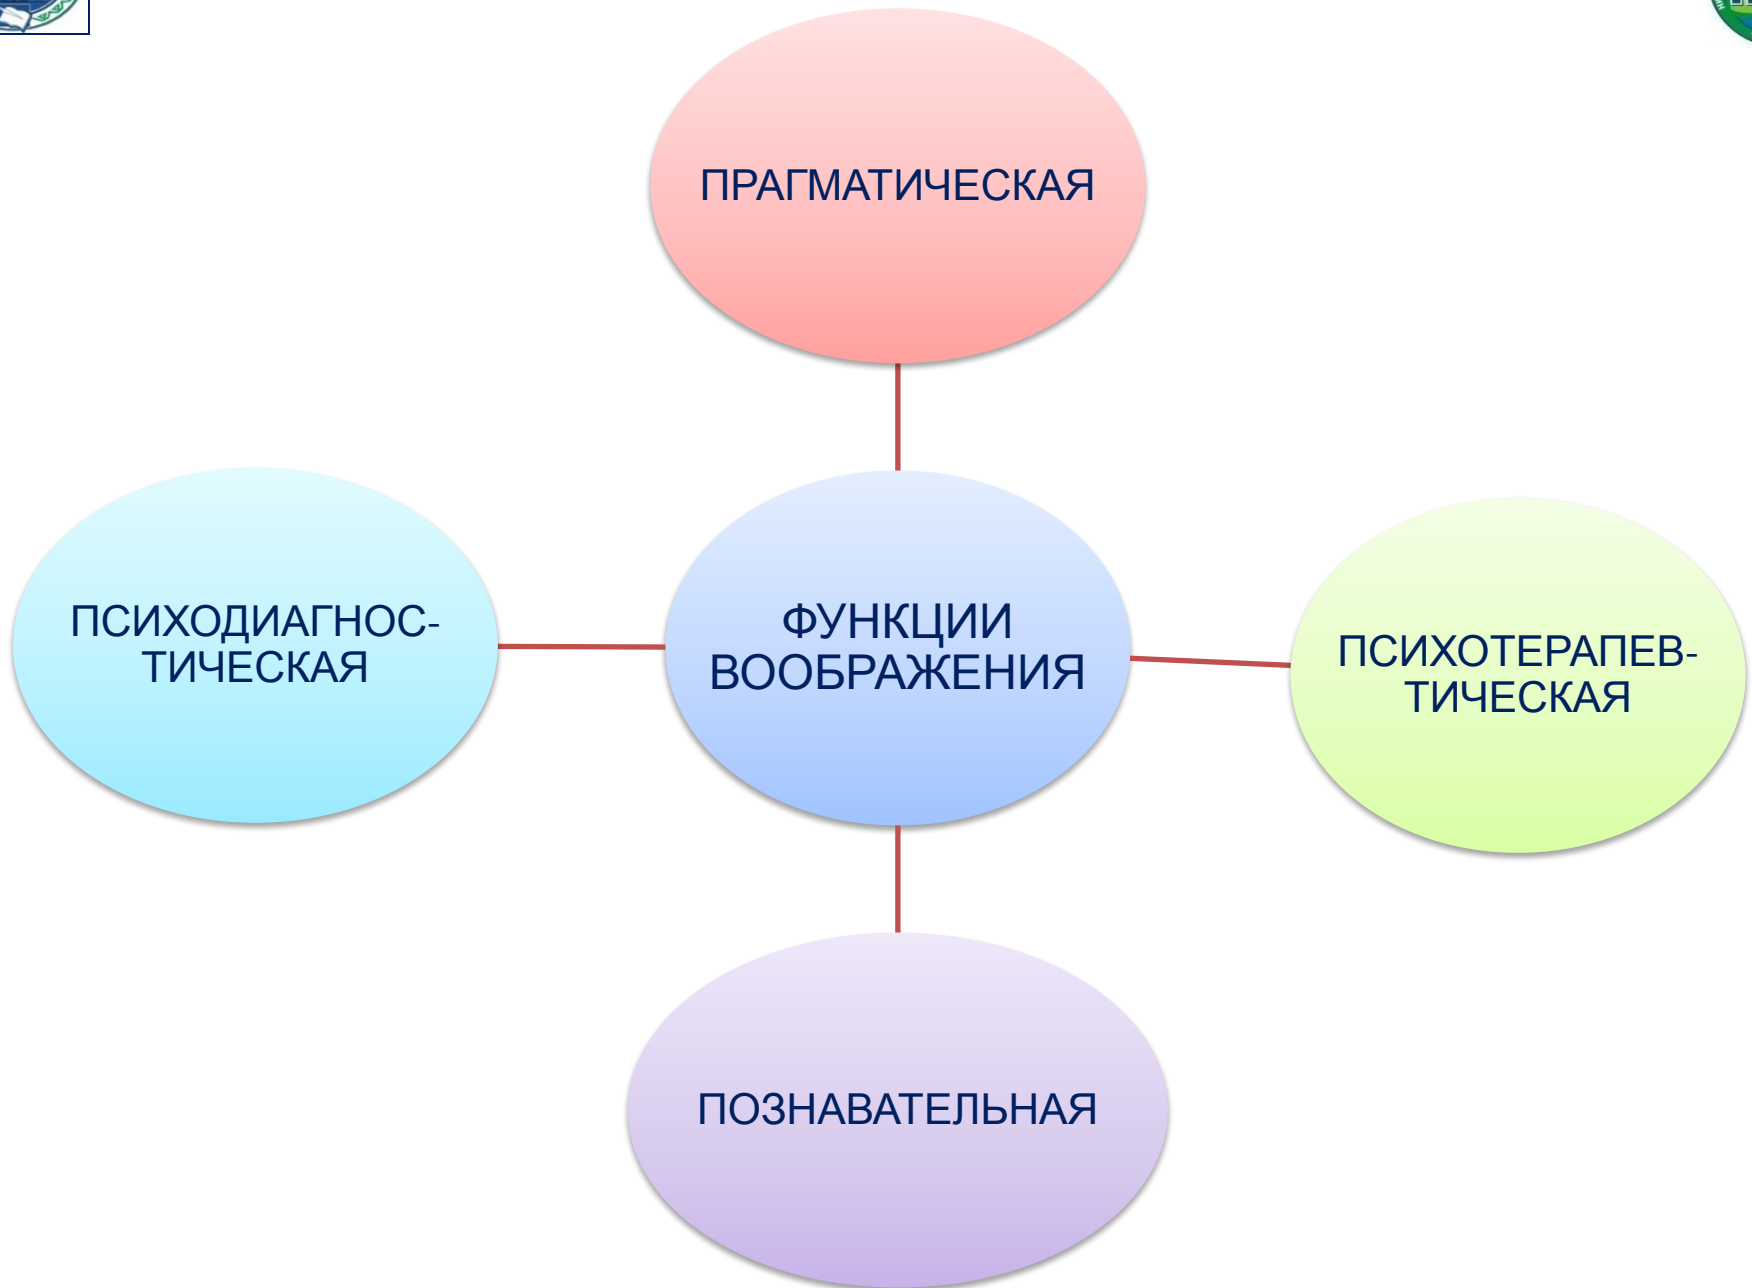 ПРАГМАТИЧЕСКАЯ
ПСИХОДИАГНОС-
ТИЧЕСКАЯ
ФУНКЦИИ
ВООБРАЖЕНИЯ
ПСИХОТЕРАПЕВ-
ТИЧЕСКАЯ
ПОЗНАВАТЕЛЬНАЯ